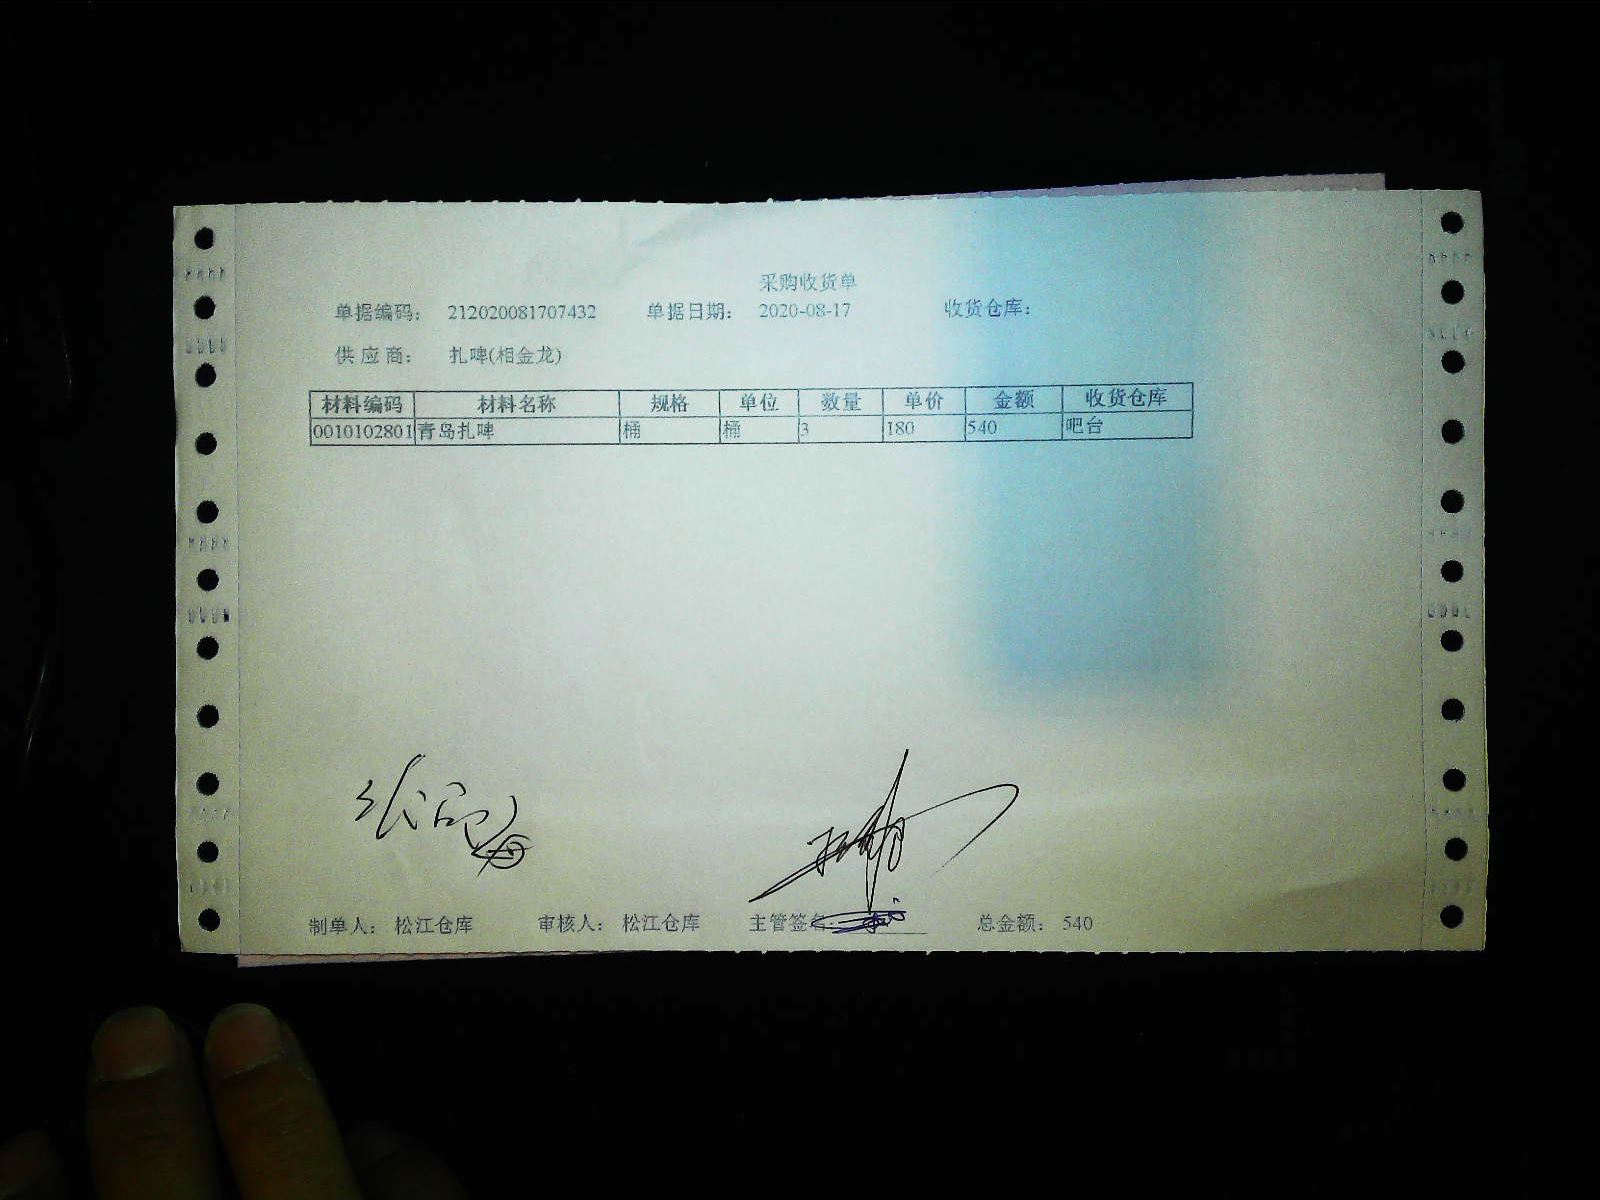 采购收货单
单据编码： 212020081707432 单据日期： 2020-08-17 收货仓库：
供 应 商： 扎啤(相金龙)
材料编码 材料名称 规格 单位 数量 单价 金额 收货仓库
0010102801 青岛扎啤 桶 桶 3 180 540 吧台
制单人： 松江仓库 审核人： 松江仓库 主管签名： 总金额： 540